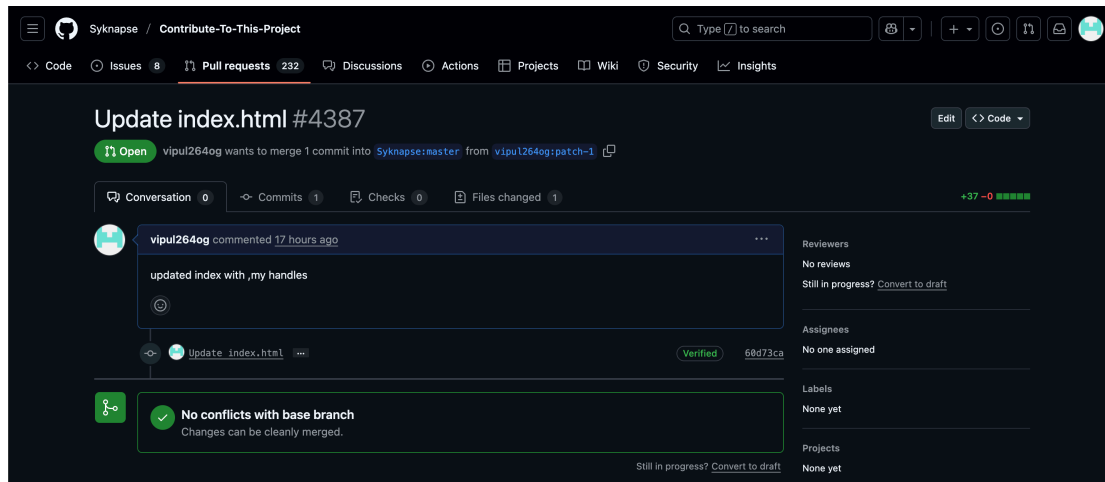 Syknapse / Contribute-To-This-Project
Type / to search
<> Code
Issues 8
Pull requests 232
Discussions
Actions
Projects
Wiki
Security
Insights
Update index.html #4387
Edit
<> Code
Open
vipul264og wants to merge 1 commit into Syknapse:master from vipul264og:patch-1
Conversation 0
Commits 1
Checks 0
Files changed 1
+37 −0
vipul264og commented 17 hours ago
updated index with ,my handles
Update index.html ...
Verified
60d73ca
No conflicts with base branch
Changes can be cleanly merged.
Still in progress? Convert to draft
Reviewers
No reviews
Still in progress? Convert to draft
Assignees
No one assigned
Labels
None yet
Projects
None yet